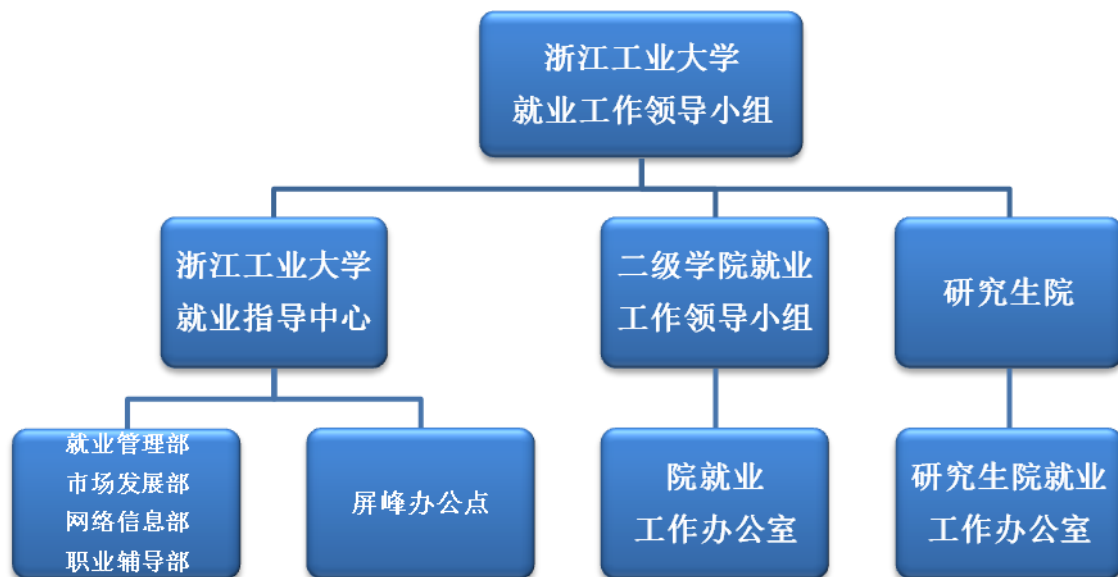 浙江工业大学
就业工作领导小组
浙江工业大学
就业指导中心
二级学院就业
工作领导小组
研究生院
就业管理部
市场发展部
网络信息部
职业辅导部
屏峰办公点
院就业
工作办公室
研究生院就业
工作办公室